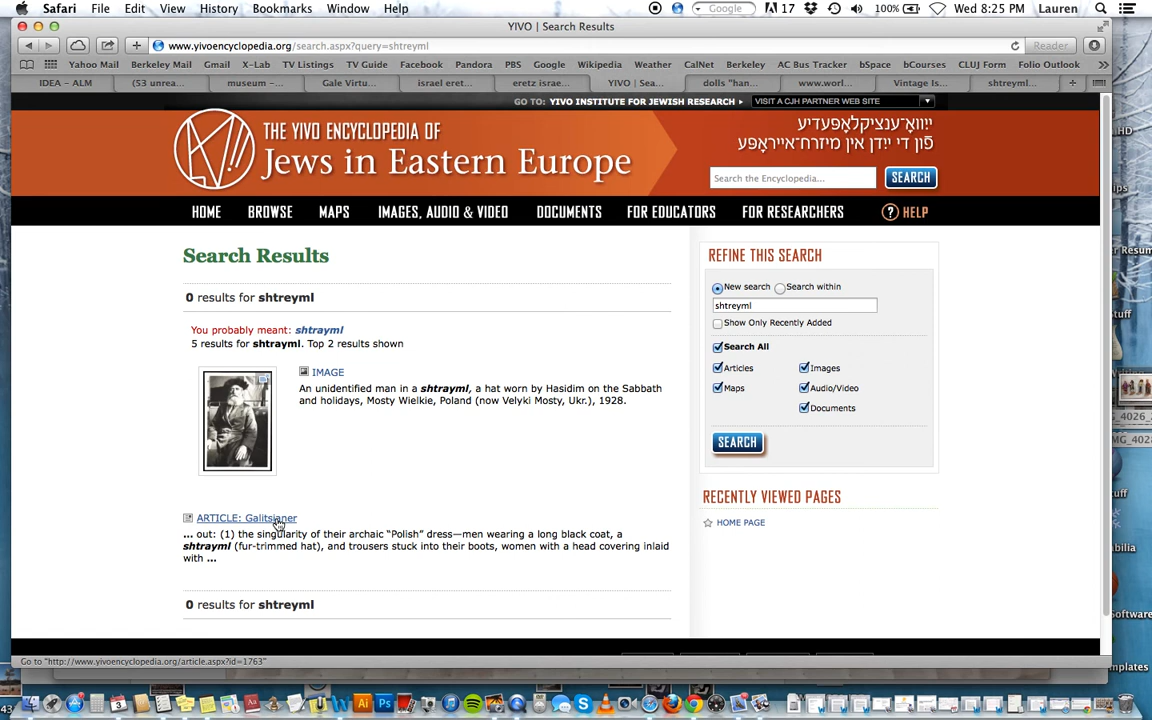 Safari File Edit View History Bookmarks Window Help Google 17 100% Wed 8:25 PM Lauren
YIVO | Search Results
www.yivoencyclopedia.org/search.aspx?query=shtreyml Reader
Yahoo Mail Berkeley Mail Gmail X-Lib TV Listings TV Guide Facebook Pandora PBS Google Wikipedia Weather CalNet Berkeley AC Bus Tracker bSpace bCourses CLUJ Form Folio Outlook
IDEA – ALM (53 unrea... museum –... Gale Virtu... israel eret... eretz israe... YIVO | Sea... dolls "han... www.worl... Vintage Is... shtreyml...
GO TO: YIVO INSTITUTE FOR JEWISH RESEARCH VISIT A CJH PARTNER WEB SITE
THE YIVO ENCYCLOPEDIA OF
Jews in Eastern Europe
ייִוואָ־ענציקלאָפּעדיע
פֿון די ייִדן אין מיזרח־אייראָפּע
Search the Encyclopedia... SEARCH
HOME BROWSE MAPS IMAGES, AUDIO & VIDEO DOCUMENTS FOR EDUCATORS FOR RESEARCHERS ? HELP
Search Results
0 results for shtreyml
You probably meant: shtrayml
5 results for shtrayml. Top 2 results shown
IMAGE
An unidentified man in a shtrayml, a hat worn by Hasidim on the Sabbath
and holidays, Mosty Wielkie, Poland (now Velyki Mosty, Ukr.), 1928.
ARTICLE: Galitsianer
... out: (1) the singularity of their archaic “Polish” dress—men wearing a long black coat, a
shtrayml (fur-trimmed hat), and trousers stuck into their boots, women with a head covering inlaid
with ...
0 results for shtreyml
REFINE THIS SEARCH
New search Search within
shtreyml
Show Only Recently Added
Search All
Articles Images
Maps Audio/Video
Documents
SEARCH
RECENTLY VIEWED PAGES
HOME PAGE
Go to "http://www.yivoencyclopedia.org/article.aspx?id=1763"